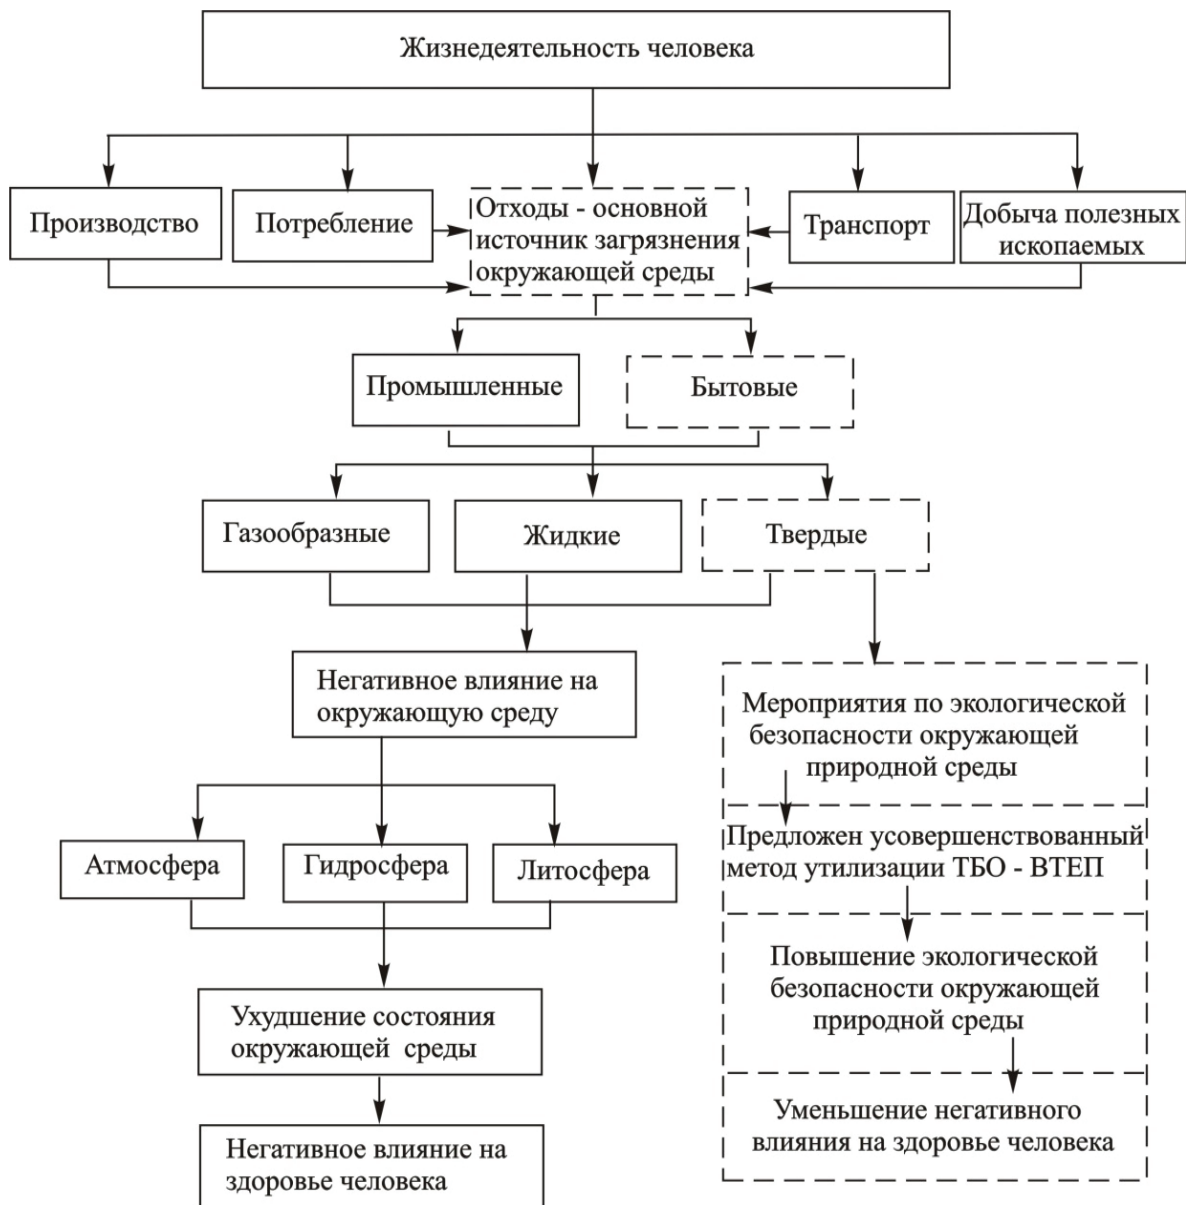 Жизнедеятельность человека
Производство
Потребление
Отходы - основной
источник загрязнения
окружающей среды
Транспорт
Добыча полезных
ископаемых
Промышленные
Бытовые
Газообразные
Жидкие
Твердые
Негативное влияние на
окружающую среду
Мероприятия по экологической
безопасности окружающей
природной среды
Атмосфера
Гидросфера
Литосфера
Предложен усовершенствованный
метод утилизации ТБО - ВТЕП
Повышение экологической
безопасности окружающей
природной среды
Ухудшение состояния
окружающей среды
Уменьшение негативного
влияния на здоровье человека
Негативное влияние на
здоровье человека